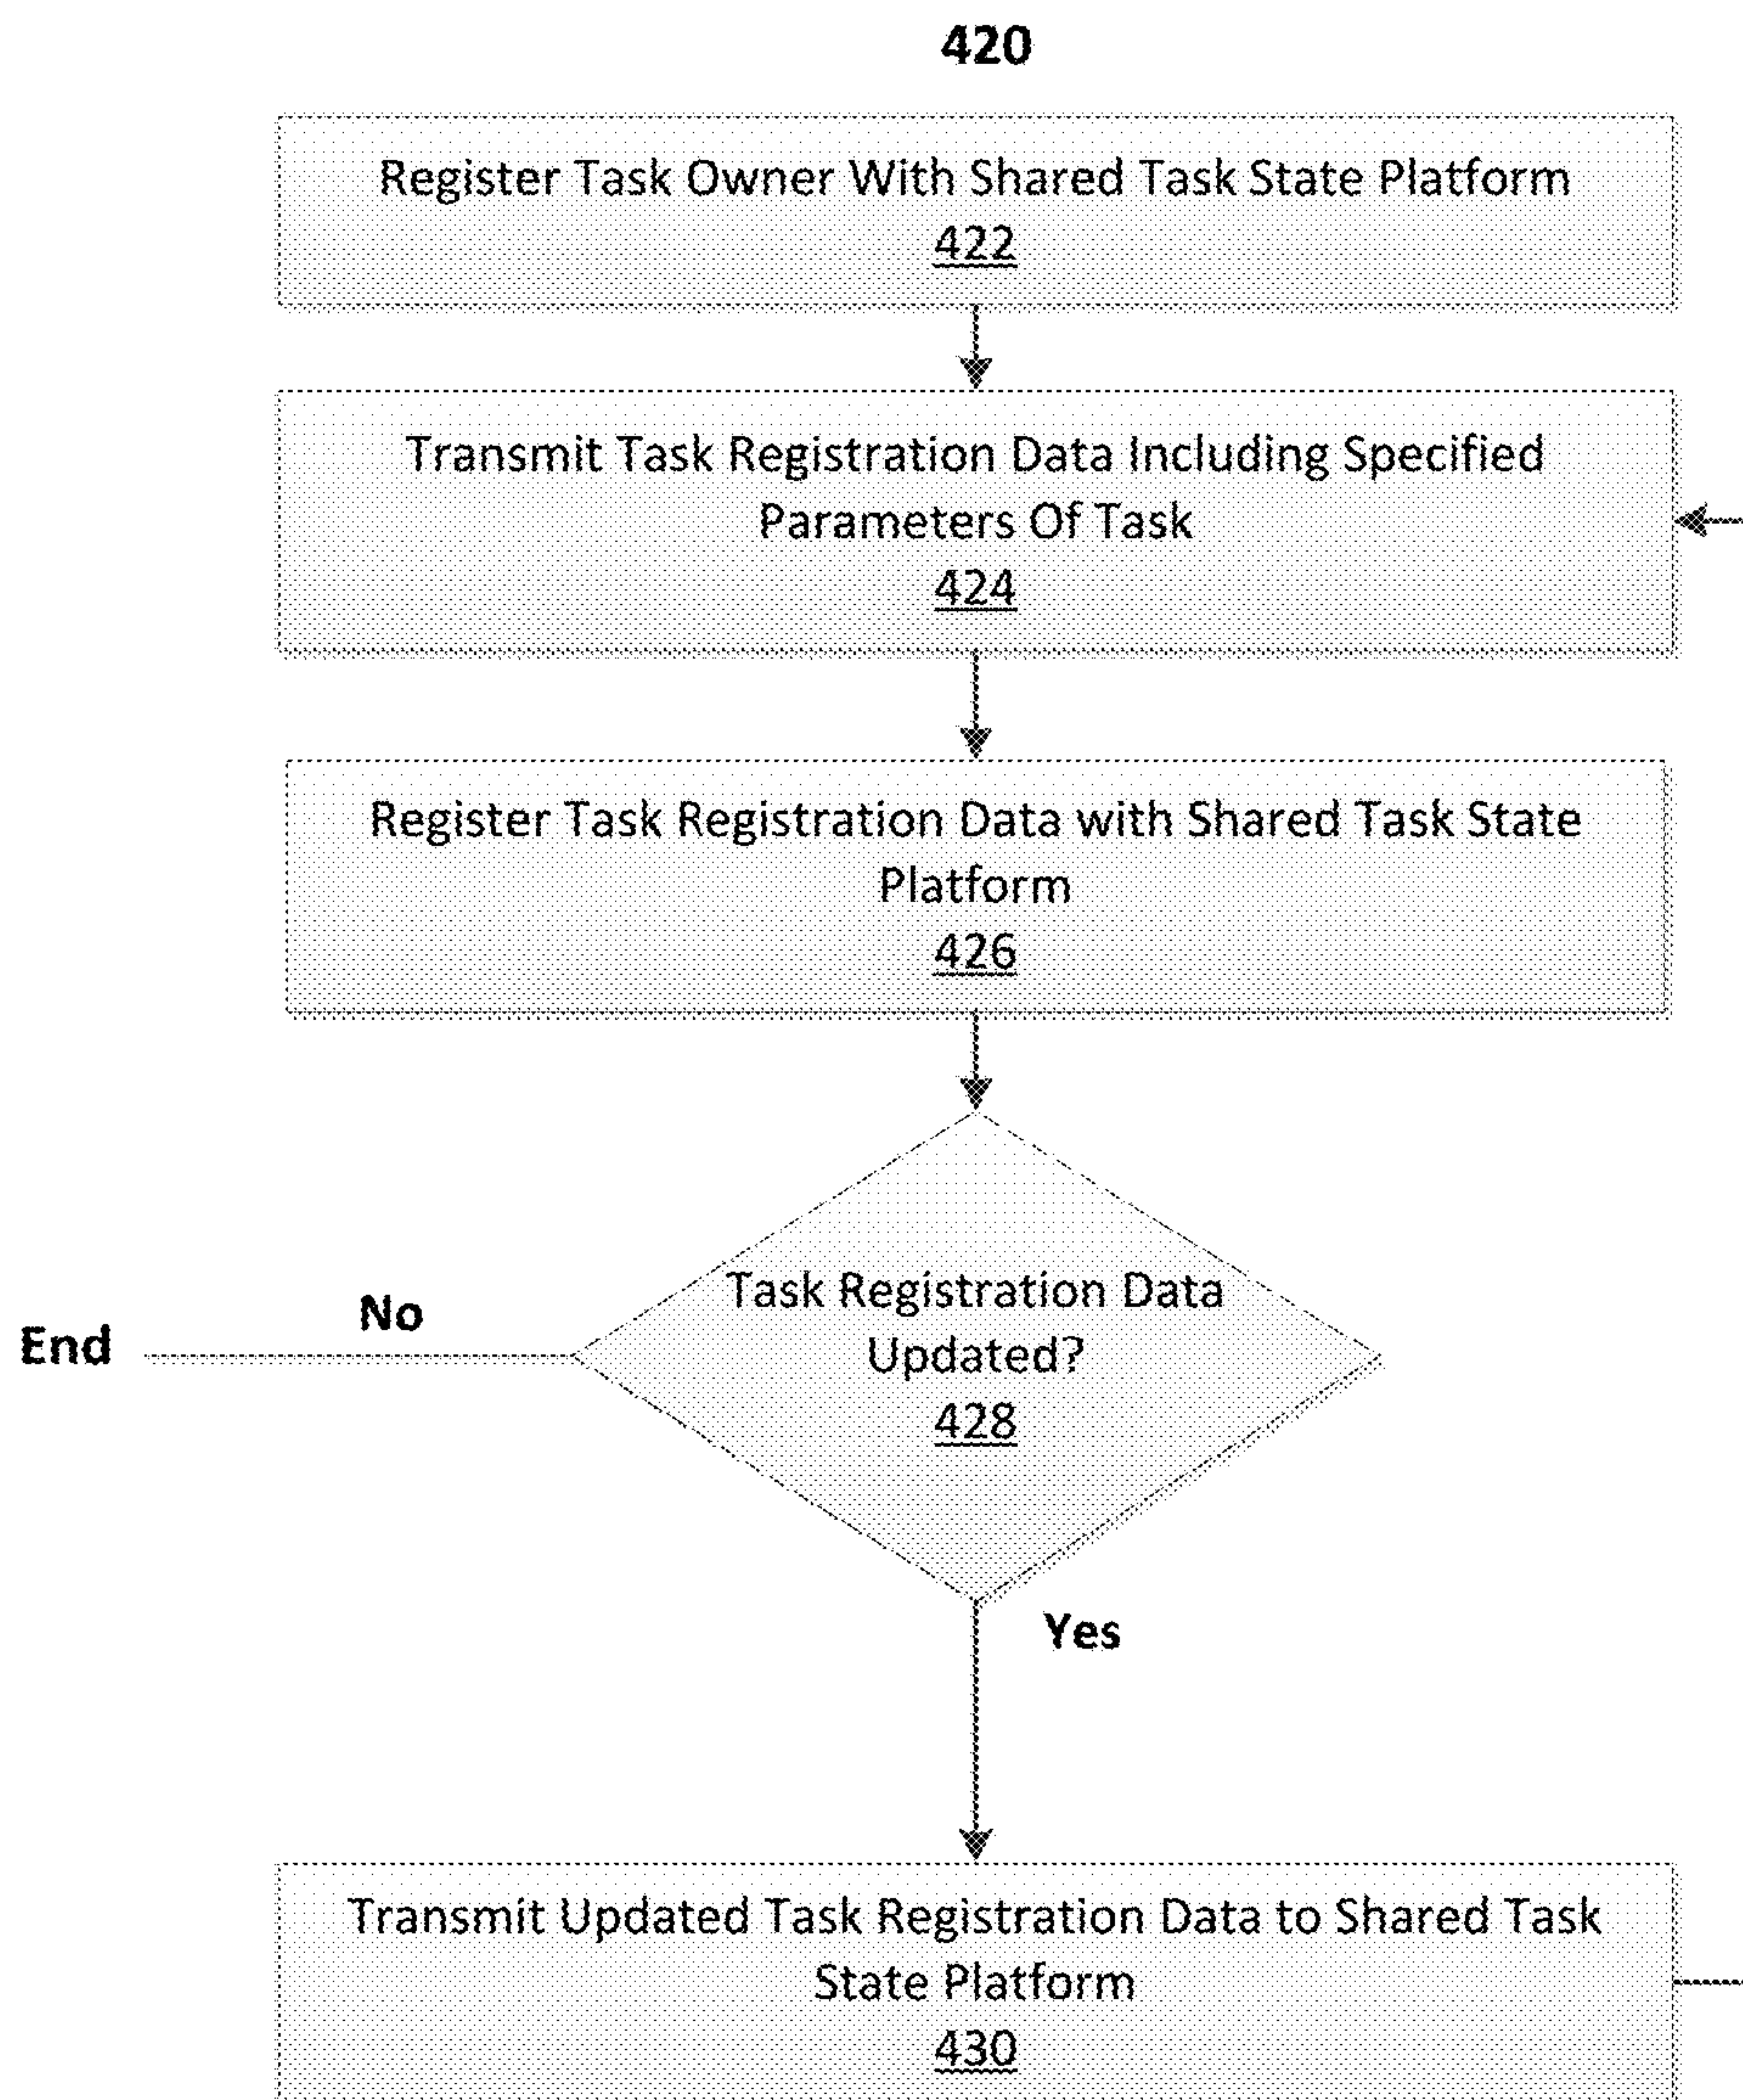 420
Register Task Owner With Shared Task State Platform
422
Transmit Task Registration Data Including Specified
Parameters Of Task
424
Register Task Registration Data with Shared Task State
Platform
426
Task Registration Data
Updated?
428
No
End
Yes
Transmit Updated Task Registration Data to Shared Task
State Platform
430